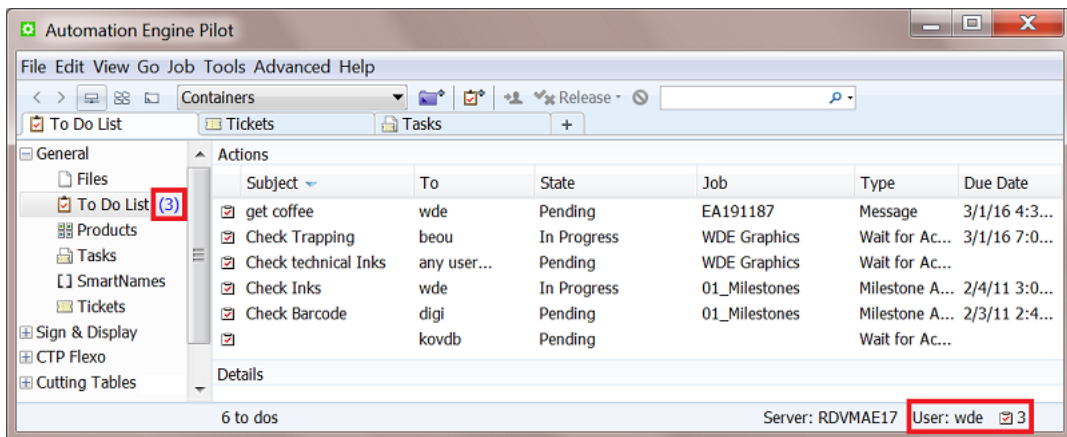 Automation Engine Pilot
File Edit View Go Job Tools Advanced Help
Containers Release
To Do List Tickets Tasks +
General
Files
To Do List (3)
Products
Tasks
SmartNames
Tickets
Sign & Display
CTP Flexo
Cutting Tables
Actions
Subject To State Job Type Due Date
get coffee wde Pending EA191187 Message 3/1/16 4:3...
Check Trapping beou In Progress WDE Graphics Wait for Ac... 3/1/16 7:0...
Check technical Inks any user... Pending WDE Graphics Wait for Ac...
Check Inks wde In Progress 01_Milestones Milestone A... 2/4/11 3:0...
Check Barcode digi Pending 01_Milestones Milestone A... 2/3/11 2:4...
kovdb Pending Wait for Ac...
Details
6 to dos Server: RDVMAE17 User: wde 3